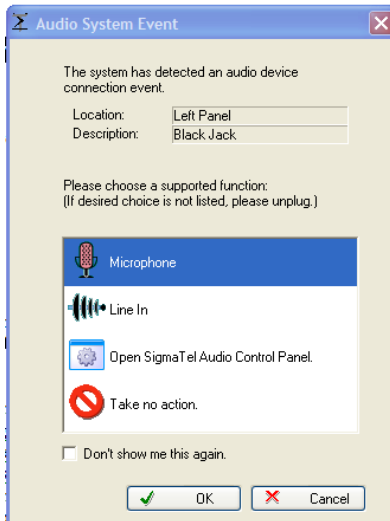 Audio System Event
The system has detected an audio device
connection event.
Location: Left Panel
Description: Black Jack
Please choose a supported function:
(If desired choice is not listed, please unplug.)
Microphone
Line In
Open SigmaTel Audio Control Panel.
Take no action.
Don't show me this again.
OK Cancel